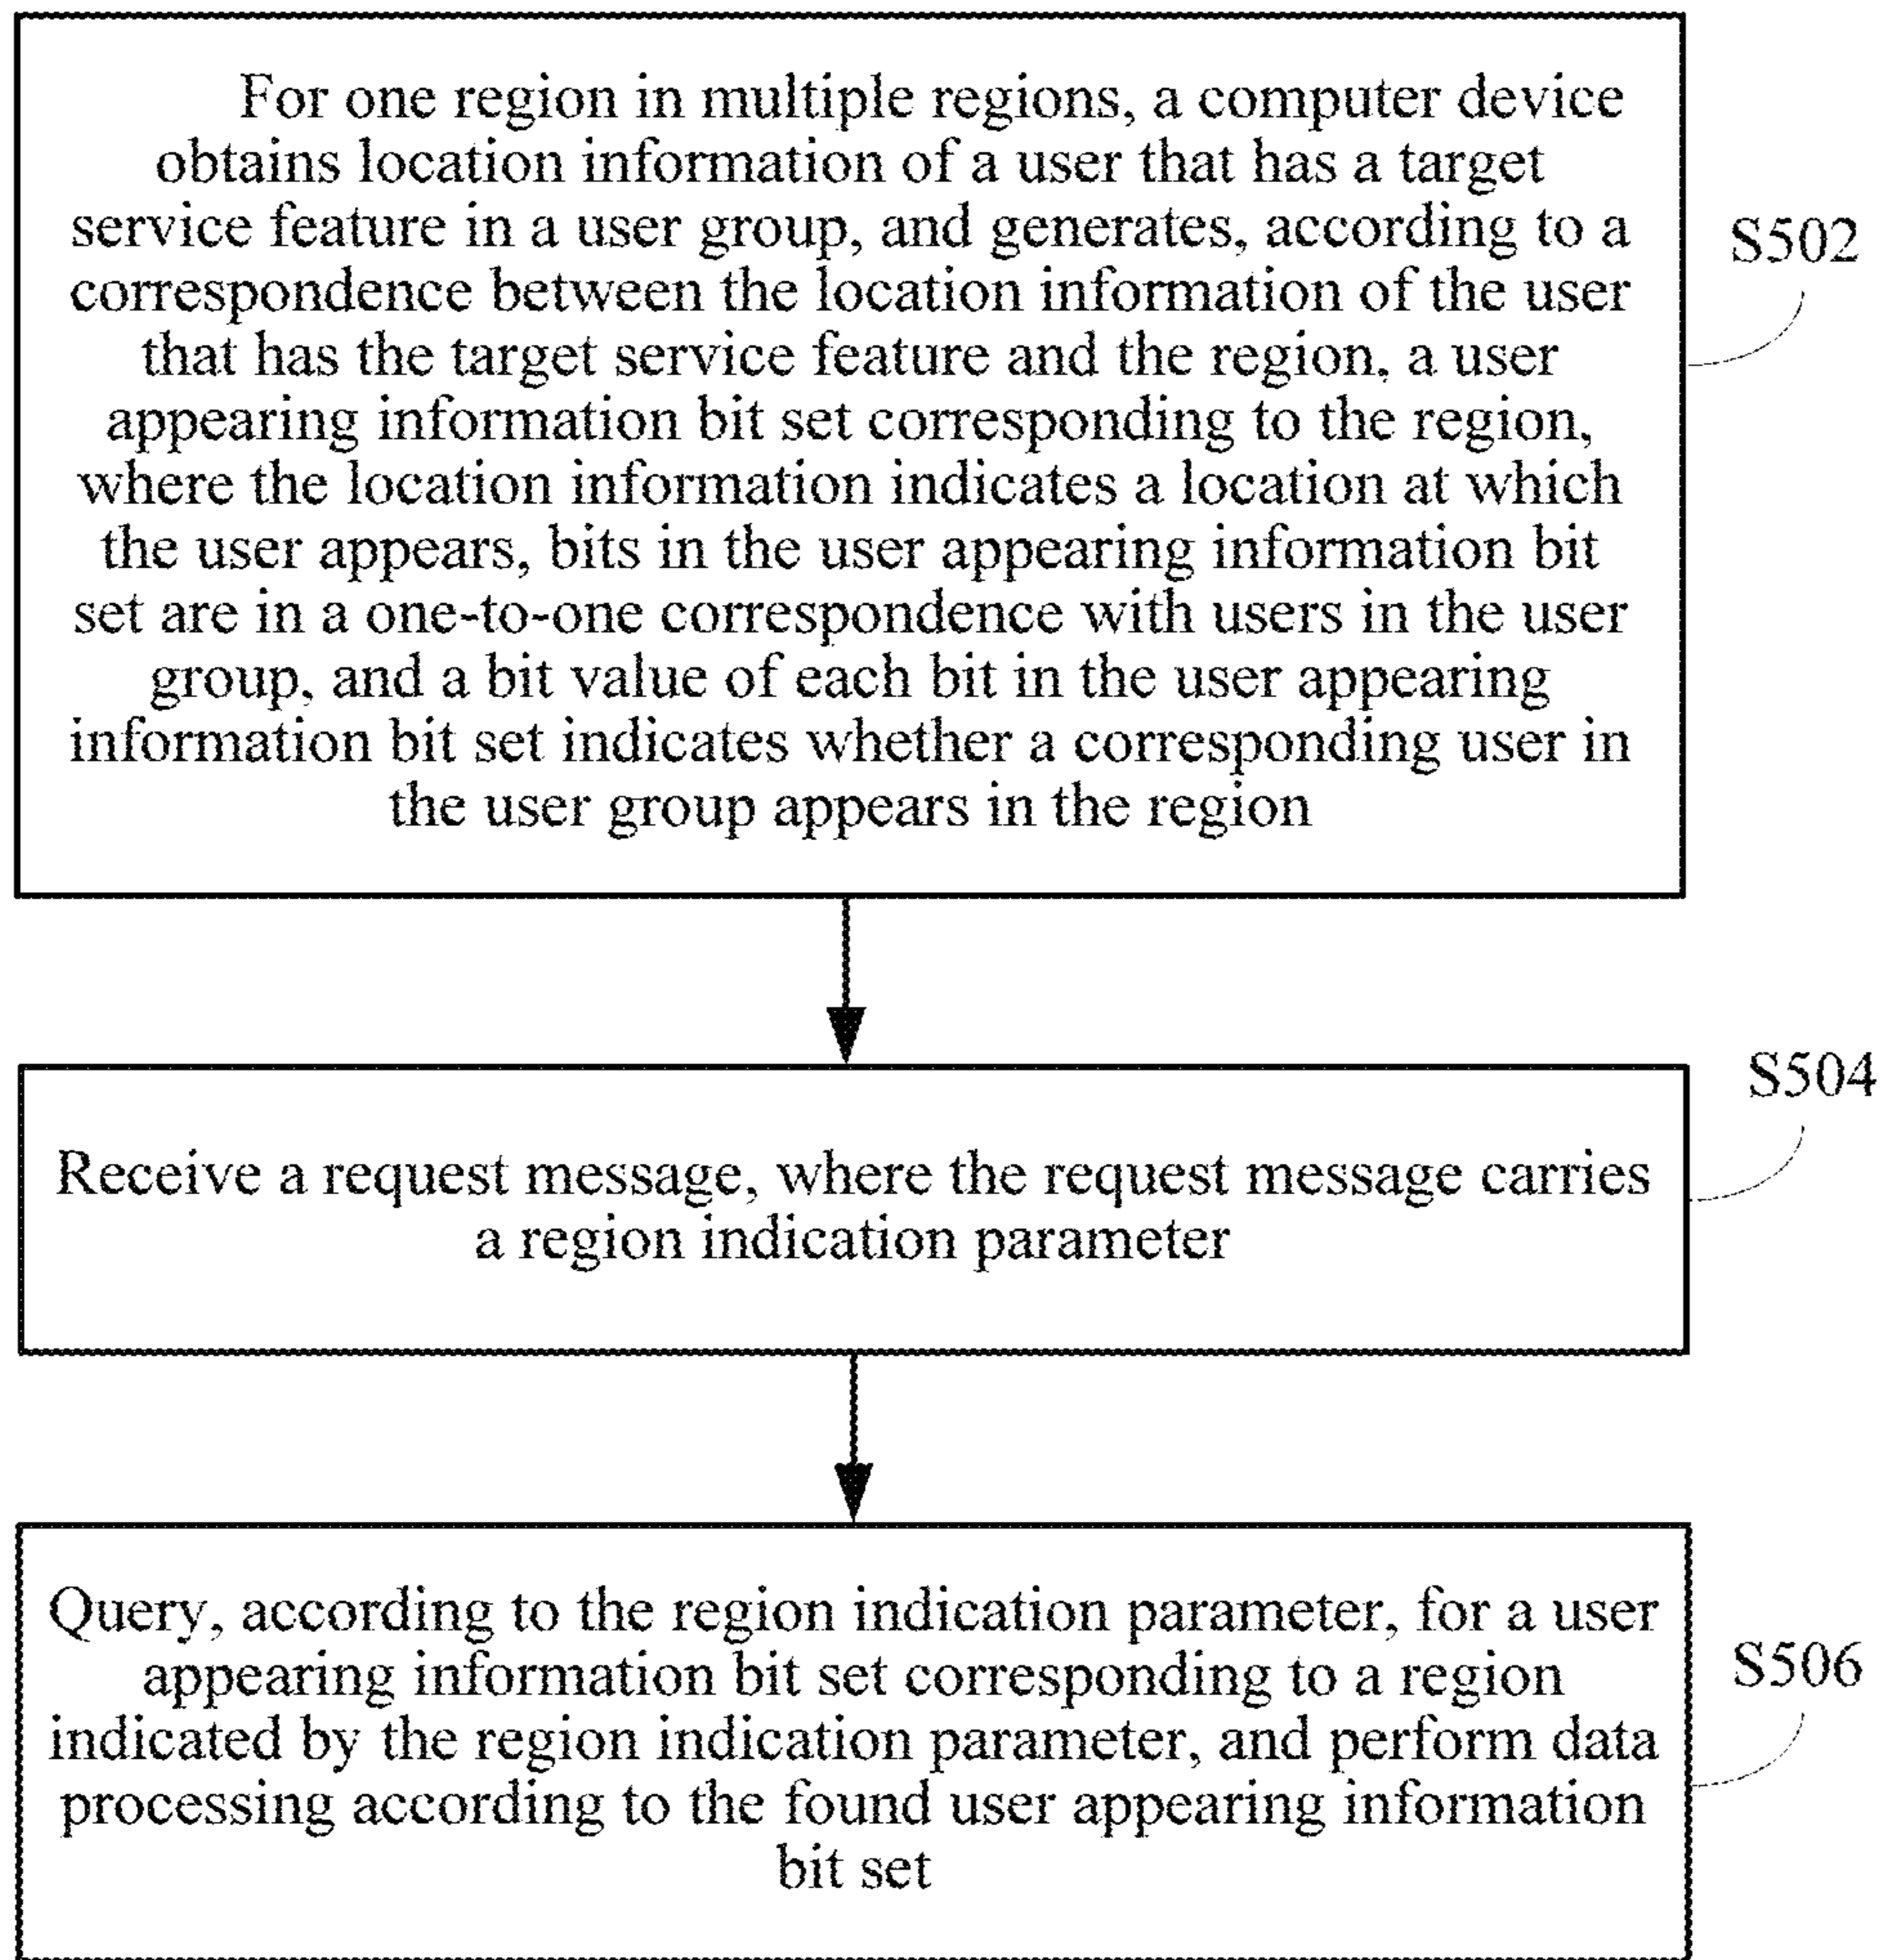 For one region in multiple regions, a computer device
obtains location information of a user that has a target
service feature in a user group, and generates, according to a
correspondence between the location information of the user
that has the target service feature and the region, a user
appearing information bit set corresponding to the region,
where the location information indicates a location at which
the user appears, bits in the user appearing information bit
set are in a one-to-one correspondence with users in the user
group, and a bit value of each bit in the user appearing
information bit set indicates whether a corresponding user in
the user group appears in the region
S502
Receive a request message, where the request message carries
a region indication parameter
S504
Query, according to the region indication parameter, for a user
appearing information bit set corresponding to a region
indicated by the region indication parameter, and perform data
processing according to the found user appearing information
bit set
S506